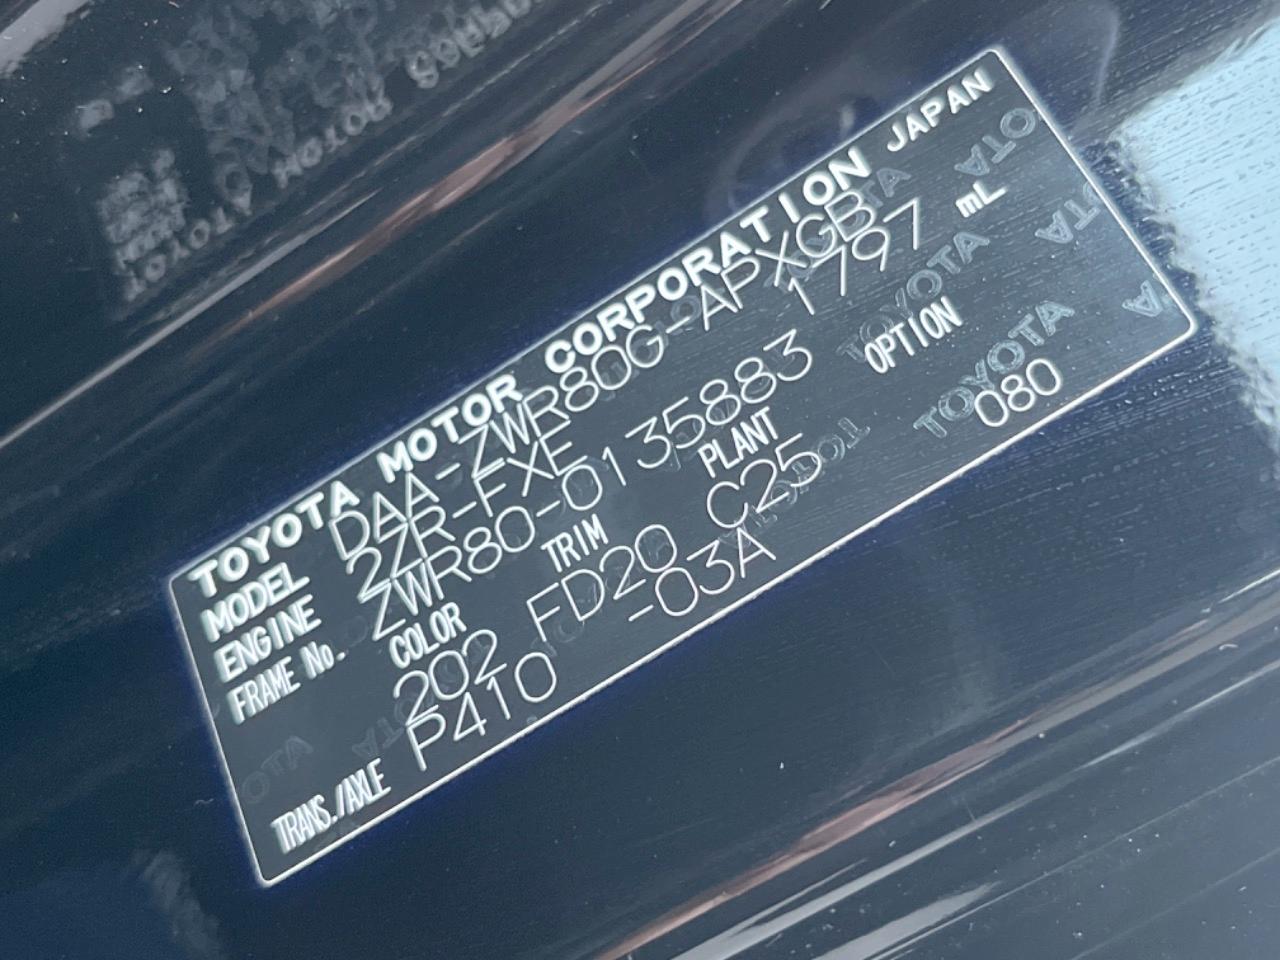 TOYOTA MOTOR CORPORATION JAPAN
MODEL DAA-ZWR80G-APXGB
ENGINE 2ZR-FXE 1797 mL
FRAME No. ZWR80-0135883
COLOR TRIM PLANT OPTION
202 FD20 C25 080
TRANS./AXLE P410 -03A